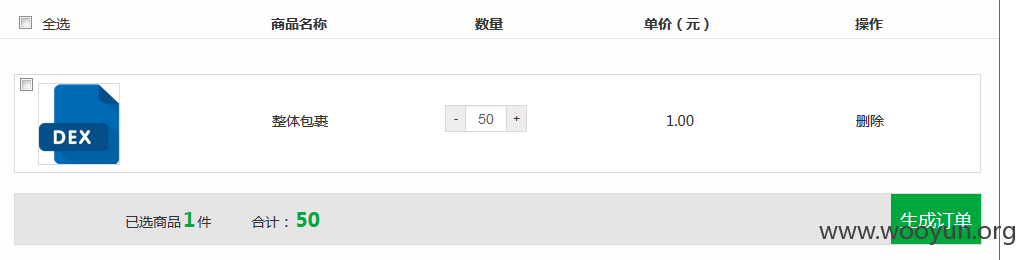 全选 商品名称 数量 单价（元） 操作
DEX 整体包裹 - 50 + 1.00 删除
已选商品1件 合计：50 生成订单
www.wooyun.org